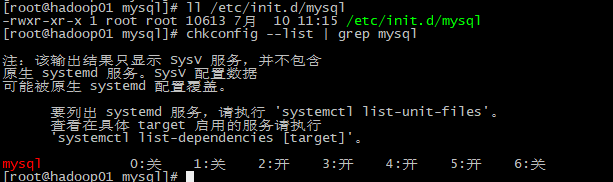 [root@hadoop01 mysql]# ll /etc/init.d/mysql
-rwxr-xr-x 1 root root 10613 7月  10 11:15 /etc/init.d/mysql
[root@hadoop01 mysql]# chkconfig --list | grep mysql
注：该输出结果只显示 SysV 服务，并不包含
原生 systemd 服务。SysV 配置数据
可能被原生 systemd 配置覆盖。
要列出 systemd 服务，请执行 'systemctl list-unit-files'。
查看在具体 target 启用的服务请执行
'systemctl list-dependencies [target]'。
mysql 0:关 1:关 2:开 3:开 4:开 5:开 6:关
[root@hadoop01 mysql]#